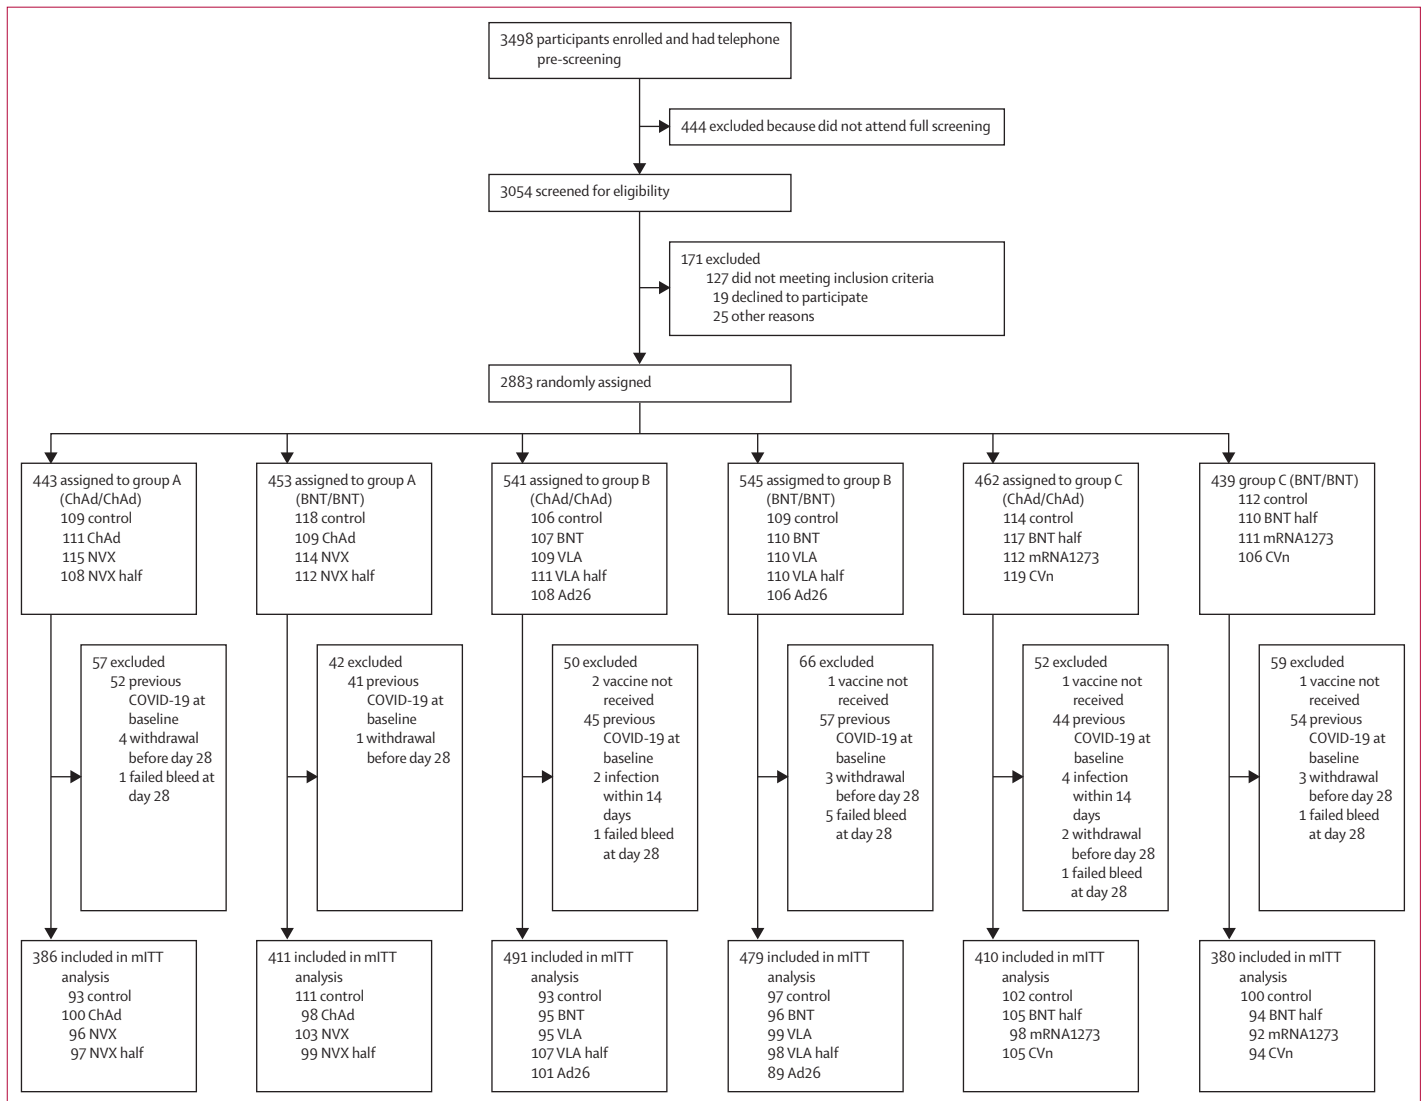 3498 participants enrolled and had telephone
pre-screening
444 excluded because did not attend full screening
3054 screened for eligibility
171 excluded
127 did not meeting inclusion criteria
19 declined to participate
25 other reasons
2883 randomly assigned
443 assigned to group A
(ChAd/ChAd)
109 control
111 ChAd
115 NVX
108 NVX half
453 assigned to group A
(BNT/BNT)
118 control
109 ChAd
114 NVX
112 NVX half
541 assigned to group B
(ChAd/ChAd)
106 control
107 BNT
109 VLA
111 VLA half
108 Ad26
545 assigned to group B
(BNT/BNT)
109 control
110 BNT
110 VLA
110 VLA half
106 Ad26
462 assigned to group C
(ChAd/ChAd)
114 control
117 BNT half
112 mRNA1273
119 CVn
439 group C (BNT/BNT)
112 control
110 BNT half
111 mRNA1273
106 CVn
57 excluded
52 previous
COVID-19 at
baseline
4 withdrawal
before day 28
1 failed bleed at
day 28
42 excluded
41 previous
COVID-19 at
baseline
1 withdrawal
before day 28
50 excluded
2 vaccine not
received
45 previous
COVID-19 at
baseline
2 infection
within 14
days
1 failed bleed
at day 28
66 excluded
1 vaccine not
received
57 previous
COVID-19 at
baseline
3 withdrawal
before day 28
5 failed bleed
at day 28
52 excluded
1 vaccine not
received
44 previous
COVID-19 at
baseline
4 infection
within 14
days
2 withdrawal
before day 28
1 failed bleed
at day 28
59 excluded
1 vaccine not
received
54 previous
COVID-19 at
baseline
3 withdrawal
before day 28
1 failed bleed
at day 28
386 included in mITT
analysis
93 control
100 ChAd
96 NVX
97 NVX half
411 included in mITT
analysis
111 control
98 ChAd
103 NVX
99 NVX half
491 included in mITT
analysis
93 control
95 BNT
95 VLA
107 VLA half
101 Ad26
479 included in mITT
analysis
97 control
96 BNT
99 VLA
98 VLA half
89 Ad26
410 included in mITT
analysis
102 control
105 BNT half
98 mRNA1273
105 CVn
380 included in mITT
analysis
100 control
94 BNT half
92 mRNA1273
94 CVn